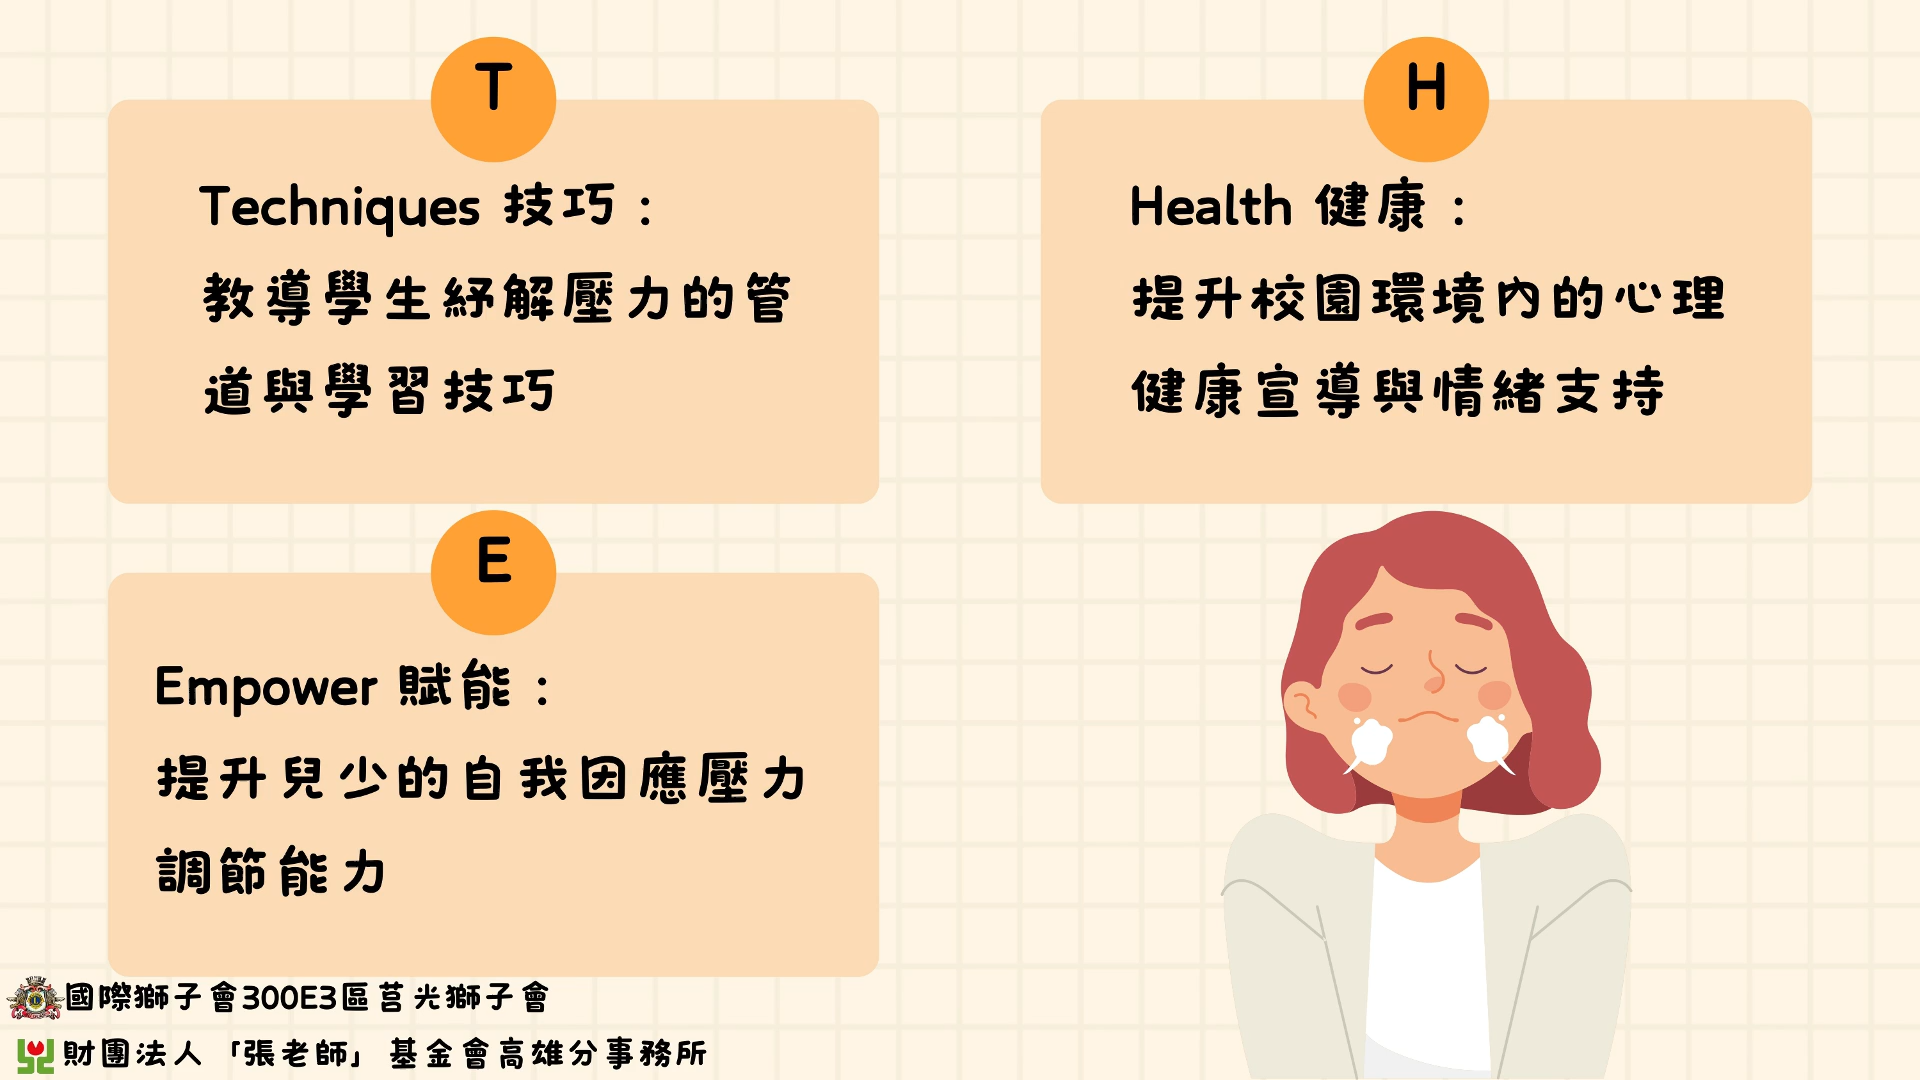 T
Techniques 技巧：
教導學生紓解壓力的管
道與學習技巧
H
Health 健康：
提升校園環境內的心理
健康宣導與情緒支持
E
Empower 賦能：
提升兒少的自我因應壓力
調節能力
國際獅子會300E3區莒光獅子會
財團法人「張老師」基金會高雄分事務所